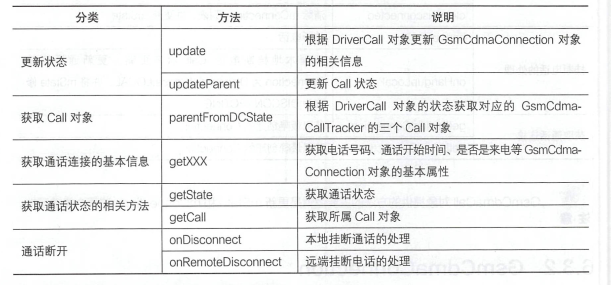 分类 方法 说明
更新状态 update 根据 DriverCall 对象更新 GsmCdmaConnection 对象
的相关信息
updateParent 更新 Call 状态
获取 Call 对象 parentFromDCState 根据 DriverCall 对象的状态获取对应的 GsmCdma-
CallTracker 的三个 Call 对象
获取通话连接的基本信息 getXXX 获取电话号码、通话开始时间、是否是来电等 GsmCdma-
Connection 对象的基本属性
获取通话状态的相关方法 getState 获取通话状态
getCall 获取所属 Call 对象
通话断开 onDisconnect 本地挂断通话的处理
onRemoteDisconnect 远端挂断电话的处理